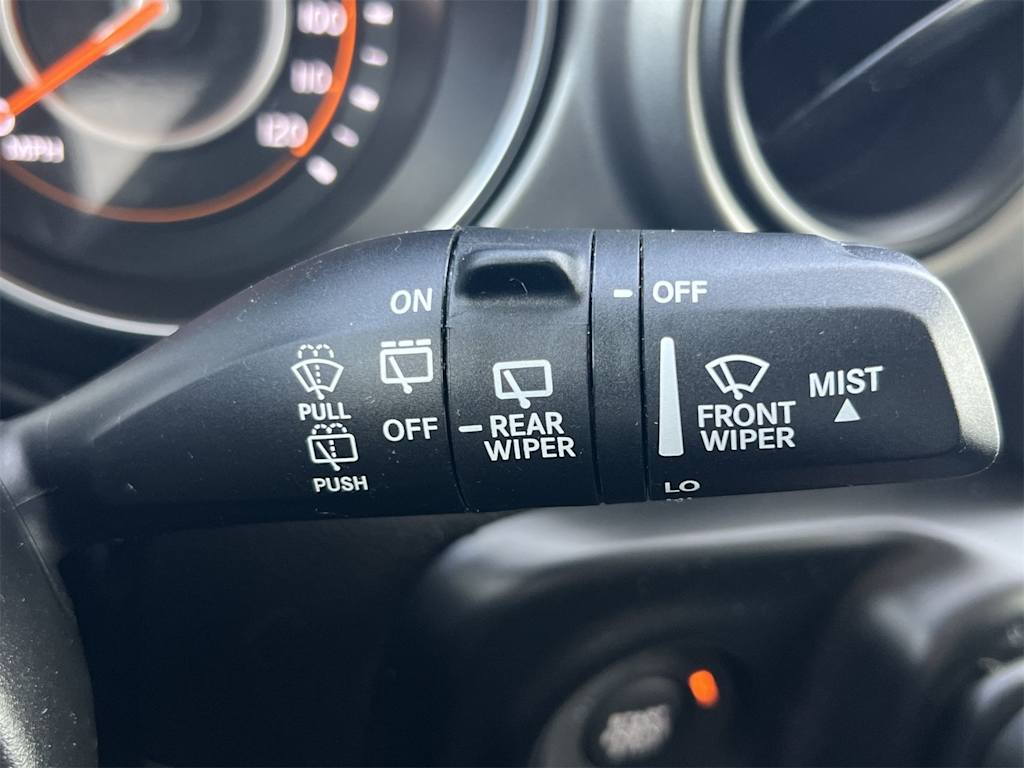 100
110
120
MPH
ON
OFF
PULL
PUSH
REAR
WIPER
OFF
FRONT
WIPER
MIST
LO